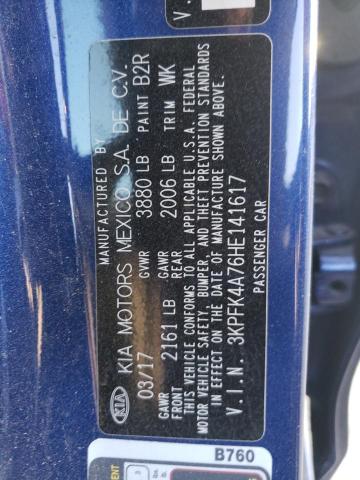 MANUFACTURED BY
KIA KIA MOTORS MEXICO S.A. DE C.V.
03/17 GVWR 3880 LB PAINT B2R
GAWR FRONT 2161 LB GAWR REAR 2006 LB TRIM WK
THIS VEHICLE CONFORMS TO ALL APPLICABLE U.S.A. FEDERAL
MOTOR VEHICLE SAFETY, BUMPER, AND THEFT PREVENTION STANDARDS
IN EFFECT ON THE DATE OF MANUFACTURE SHOWN ABOVE.
V.I.N. 3KPFK4A76HE141617
PASSENGER CAR
B760